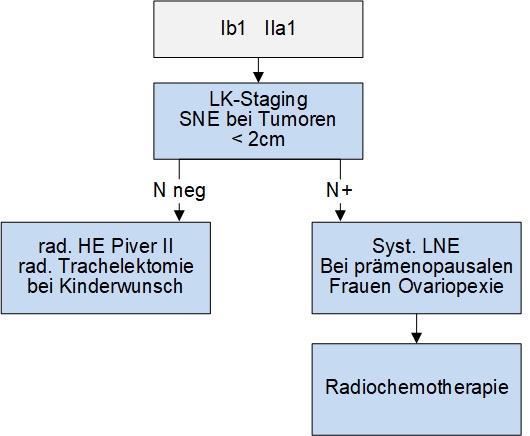 Ib1 IIa1
LK-Staging
SNE bei Tumoren
< 2cm
N neg
N+
rad. HE Piver II
rad. Trachelektomie
bei Kinderwunsch
Syst. LNE
Bei prämenopausalen
Frauen Ovariopexie
Radiochemotherapie